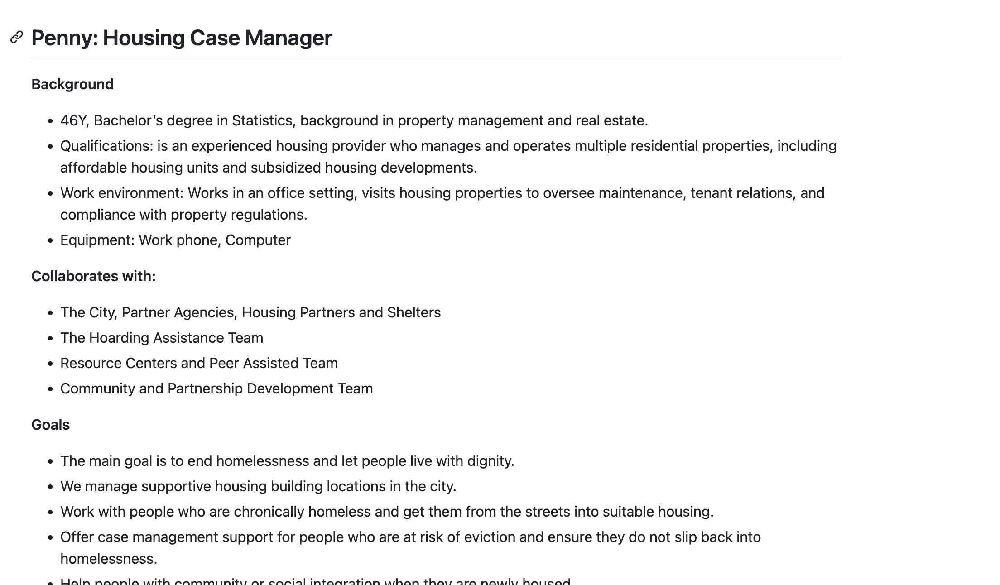 Penny: Housing Case Manager
Background
46Y, Bachelor's degree in Statistics, background in property management and real estate.
Qualifications: is an experienced housing provider who manages and operates multiple residential properties, including
affordable housing units and subsidized housing developments.
Work environment: Works in an office setting, visits housing properties to oversee maintenance, tenant relations, and
compliance with property regulations.
Equipment: Work phone, Computer
Collaborates with:
The City, Partner Agencies, Housing Partners and Shelters
The Hoarding Assistance Team
Resource Centers and Peer Assisted Team
Community and Partnership Development Team
Goals
The main goal is to end homelessness and let people live with dignity.
We manage supportive housing building locations in the city.
Work with people who are chronically homeless and get them from the streets into suitable housing.
Offer case management support for people who are at risk of eviction and ensure they do not slip back into
homelessness.
Help people with community or social integration when they are newly housed